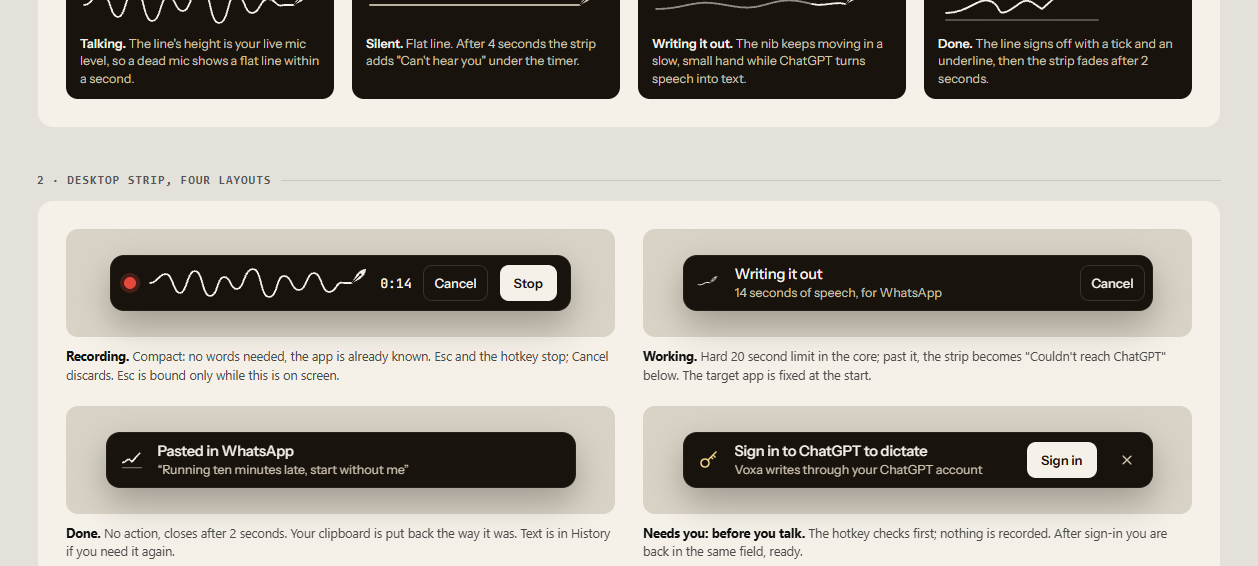 Talking. The line's height is your live mic
level, so a dead mic shows a flat line within
a second.
Silent. Flat line. After 4 seconds the strip
adds "Can't hear you" under the timer.
Writing it out. The nib keeps moving in a
slow, small hand while ChatGPT turns
speech into text.
Done. The line signs off with a tick and an
underline, then the strip fades after 2
seconds.
2 · DESKTOP STRIP, FOUR LAYOUTS
0:14
Cancel
Stop
Recording. Compact: no words needed, the app is already known. Esc and the hotkey stop; Cancel
discards. Esc is bound only while this is on screen.
Writing it out
14 seconds of speech, for WhatsApp
Cancel
Working. Hard 20 second limit in the core; past it, the strip becomes "Couldn't reach ChatGPT"
below. The target app is fixed at the start.
Pasted in WhatsApp
“Running ten minutes late, start without me”
Done. No action, closes after 2 seconds. Your clipboard is put back the way it was. Text is in History
if you need it again.
Sign in to ChatGPT to dictate
Voxa writes through your ChatGPT account
Sign in
Needs you: before you talk. The hotkey checks first; nothing is recorded. After sign-in you are
back in the same field, ready.